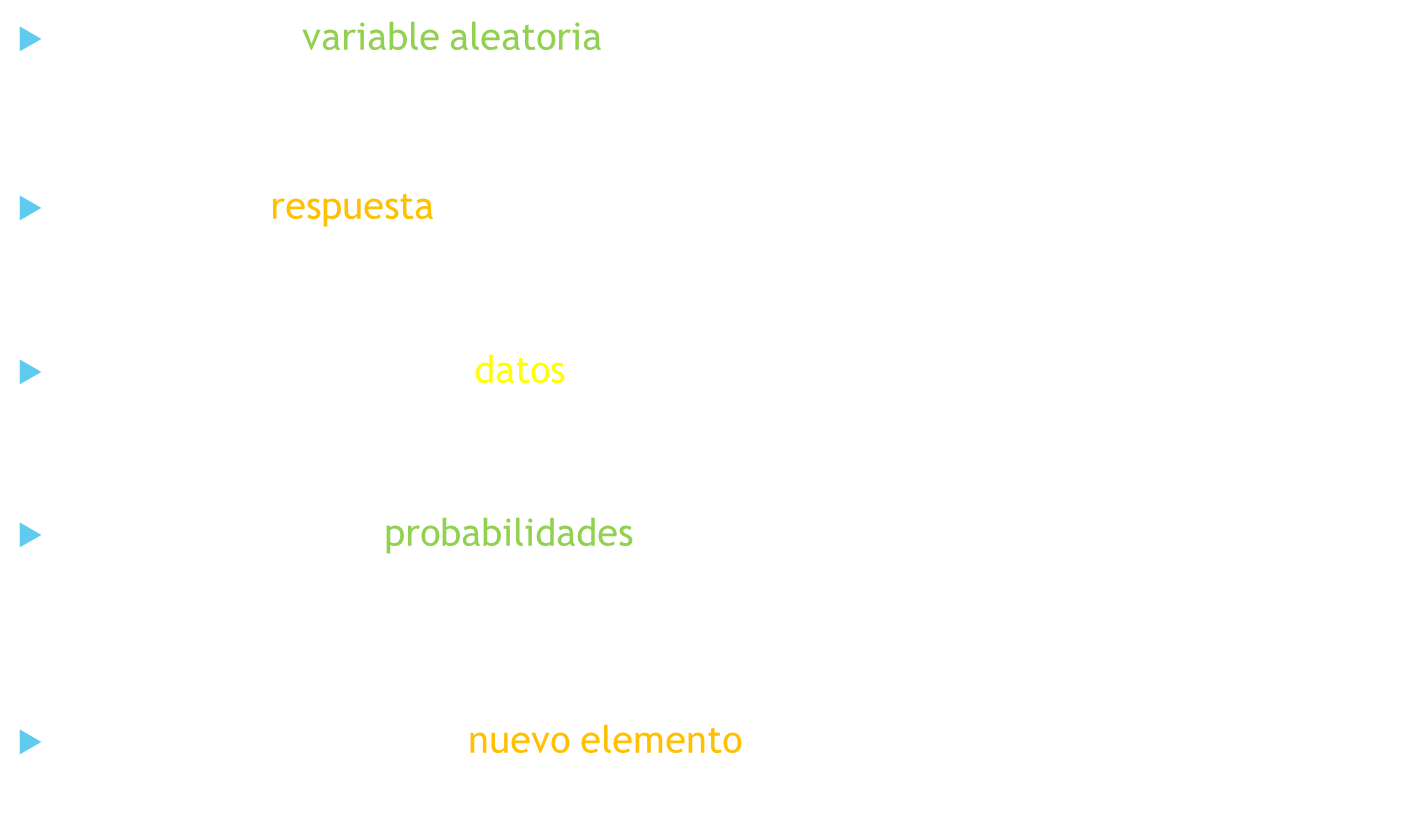 variable aleatoria
respuesta
datos
probabilidades
nuevo elemento